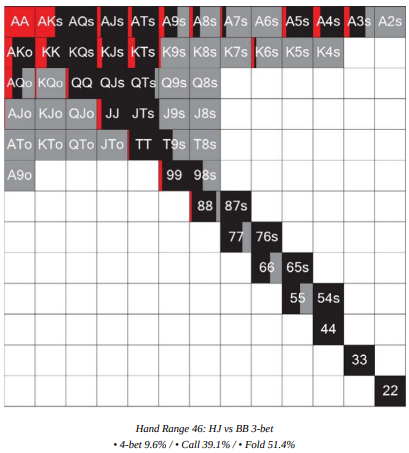 AA AKs AQs AJs ATs A9s A8s A7s A6s A5s A4s A3s A2s
AKo KK KQs KJs KTs K9s K8s K7s K6s K5s K4s
AQo KQo QQ QJs QTs Q9s Q8s
AJo KJo QJo JJ JTs J9s J8s
ATo KTo QTo JTo TT T9s T8s
A9o 99 98s
88 87s
77 76s
66 65s
55 54s
44
33
22
Hand Range 46: HJ vs BB 3-bet
• 4-bet 9.6% / • Call 39.1% / • Fold 51.4%